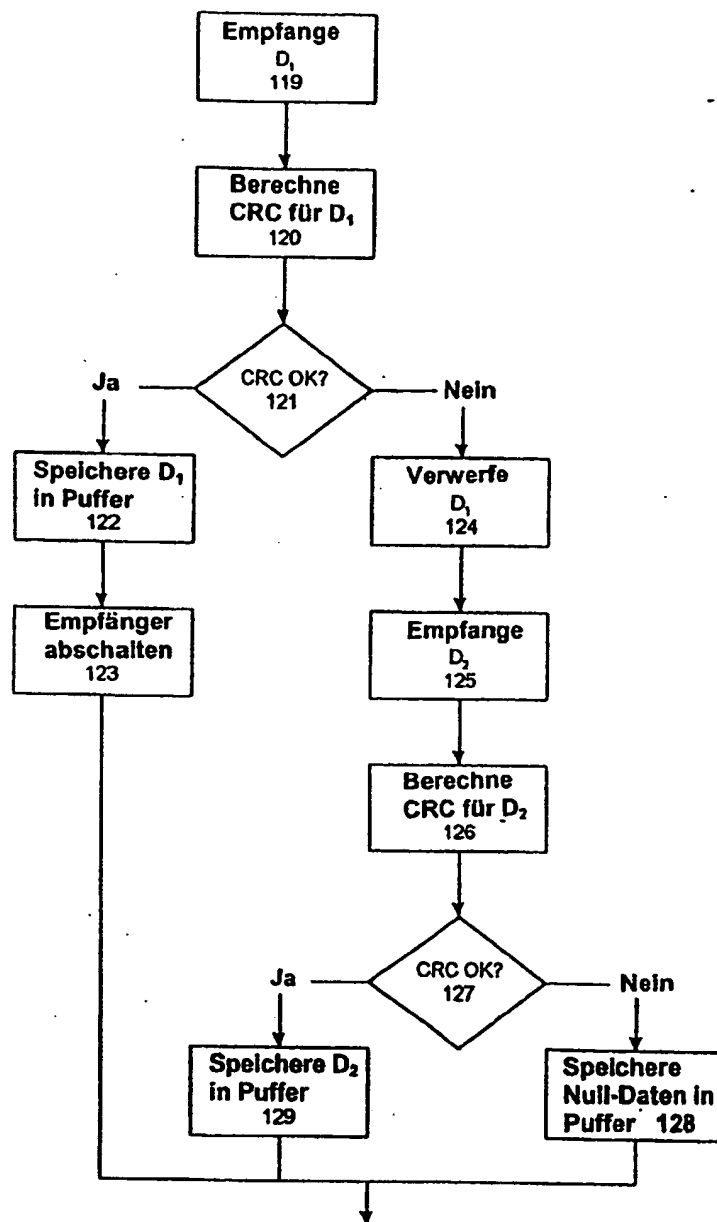 Empfange
D₁
119
Berechne
CRC für D₁
120
CRC OK?
121
Ja
Nein
Speichere D₁
in Puffer
122
Verwerfe
D₁
124
Empfänger
abschalten
123
Empfange
D₂
125
Berechne
CRC für D₂
126
CRC OK?
127
Ja
Nein
Speichere D₂
in Puffer
129
Speichere
Null-Daten in
Puffer 128